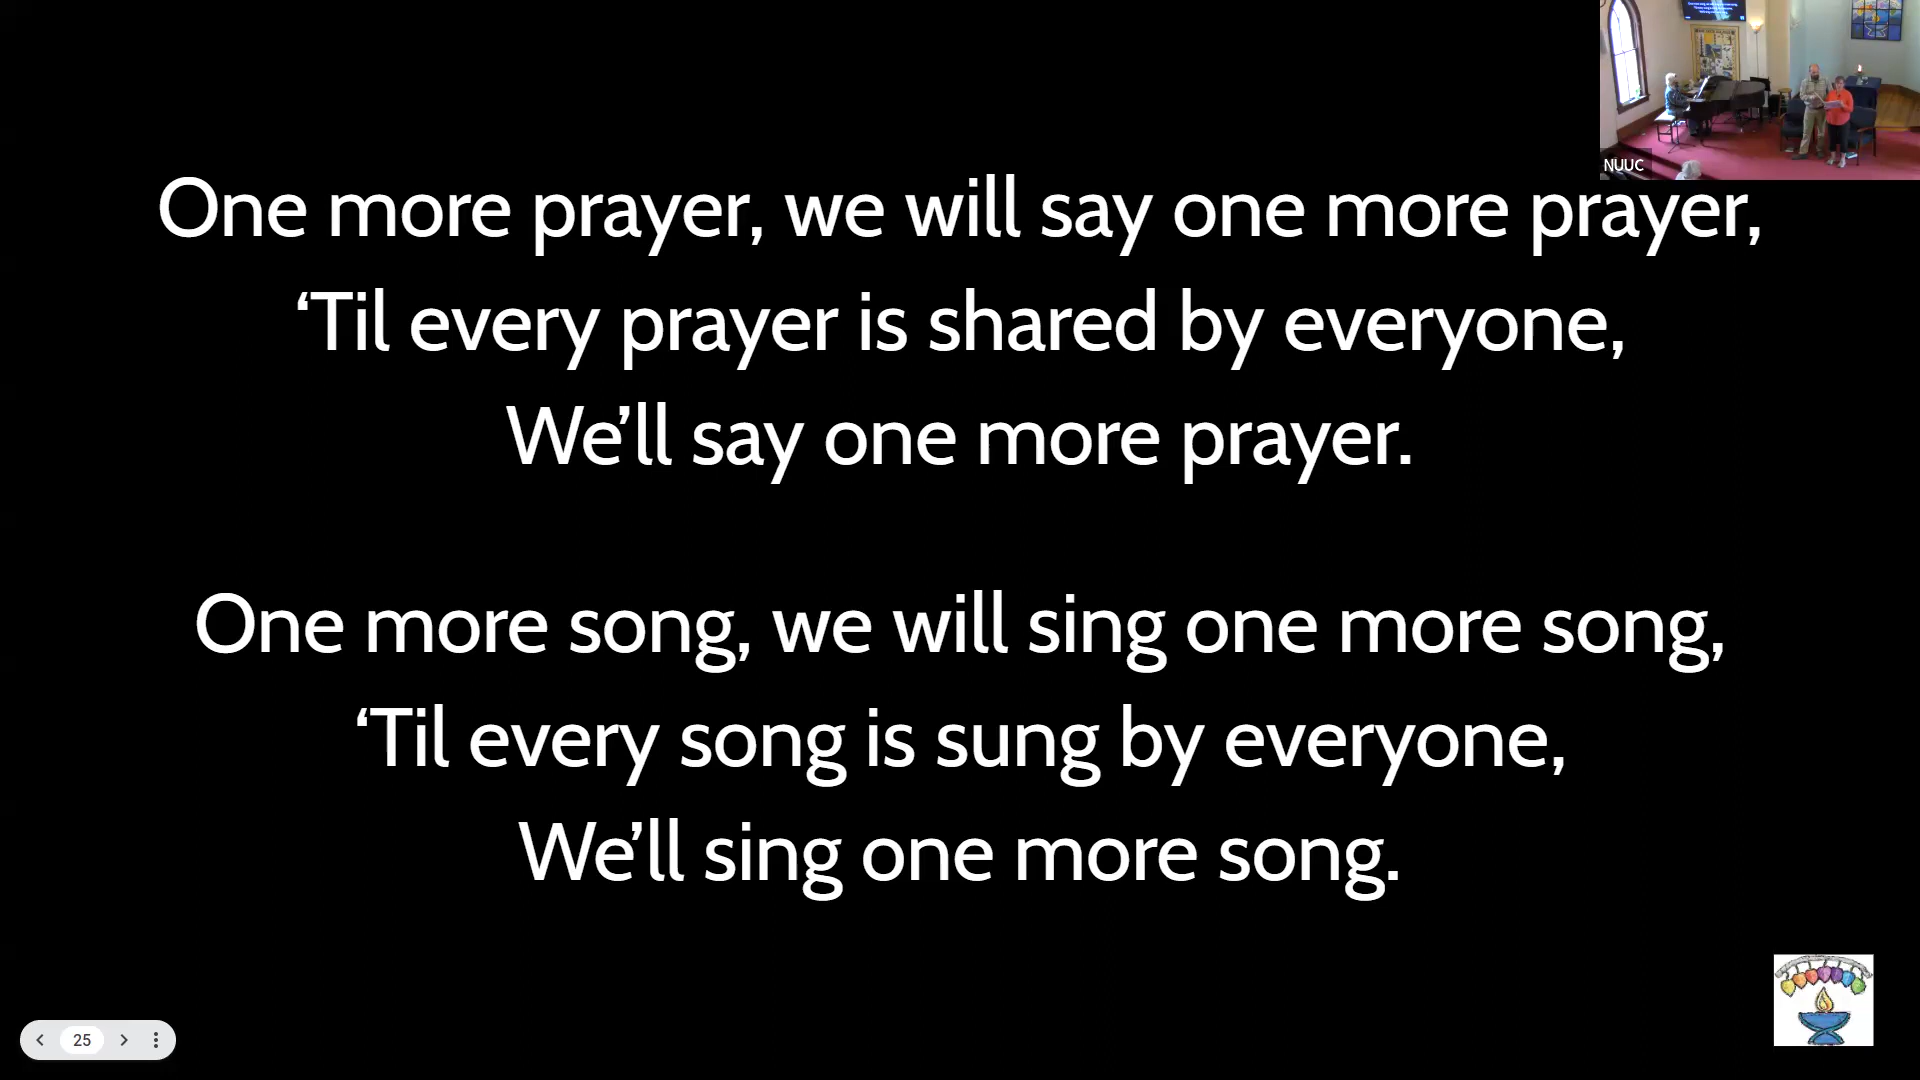 NUUC
One more prayer, we will say one more prayer,
‘Til every prayer is shared by everyone,
We’ll say one more prayer.
One more song, we will sing one more song,
‘Til every song is sung by everyone,
We’ll sing one more song.
25